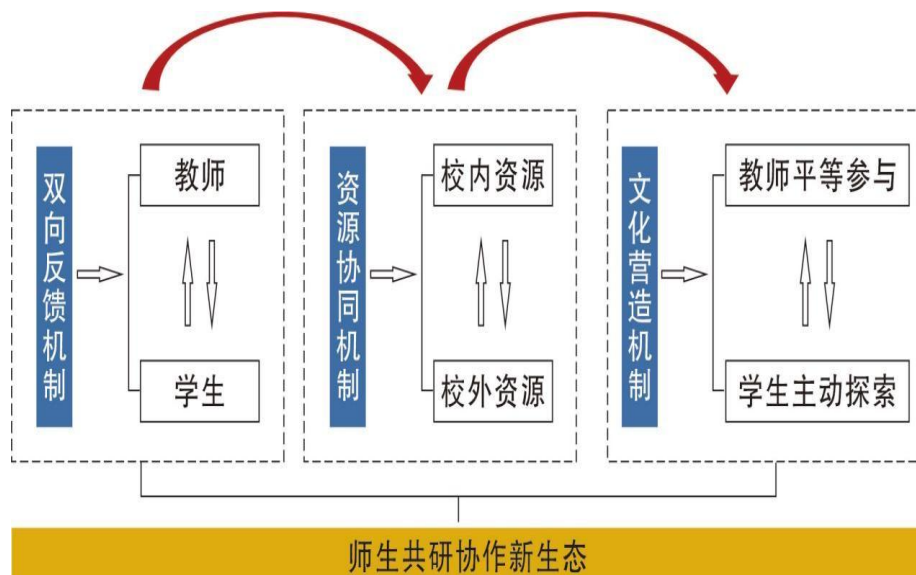 双向反馈机制
教师
学生
资源协同机制
校内资源
校外资源
文化营造机制
教师平等参与
学生主动探索
师生共研协作新生态